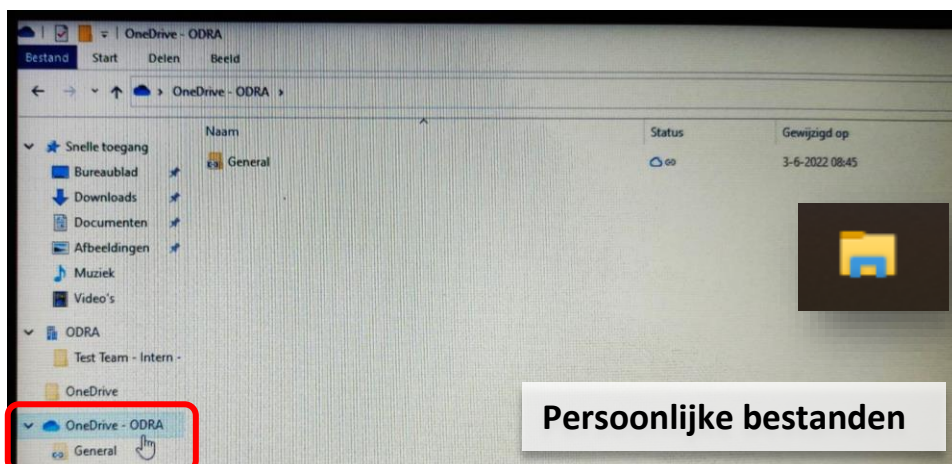 OneDrive - ODRA
Bestand Start Delen Beeld
OneDrive - ODRA
Naam Status Gewijzigd op
Snelle toegang
General 3-6-2022 08:45
Bureaublad
Downloads
Documenten
Afbeeldingen
Muziek
Video's
ODRA
Test Team - Intern -
OneDrive
Persoonlijke bestanden
OneDrive - ODRA
General